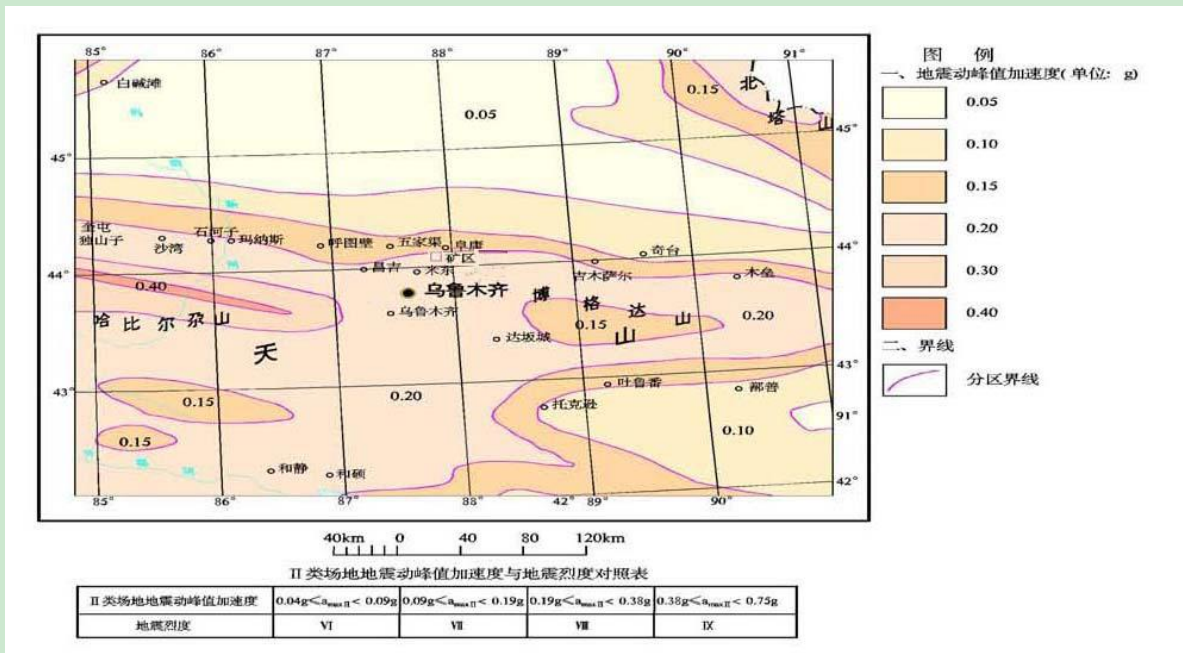 85° 86° 87° 88° 89° 90° 91°
白碱滩
0.05
0.15
北
塔
山
45°
45°
奎屯
独山子
沙湾
石河子
玛纳斯
呼图壁
五家渠
阜康
矿区
昌吉
米东
奇台
44°
44°
吉木萨尔
木垒
0.40
乌鲁木齐
乌鲁木齐
博格达山
哈比尔尕山
0.15
山
0.20
天
达坂城
43°
43°
0.15
0.20
吐鲁番
鄯善
托克逊
91°
0.15
0.10
和静
和硕
42°
85° 86° 87° 88° 42° 89° 90°
图 例
一、地震动峰值加速度(单位: g)
0.05
0.10
0.15
0.20
0.30
0.40
二、界线
分区界线
40km 0 40 80 120km
II类场地地震动峰值加速度与地震烈度对照表
II类场地地震动峰值加速度 0.04g≤amaxII<0.09g 0.09g≤amaxII<0.19g 0.19g≤amaxII<0.38g 0.38g≤amaxII<0.75g
地震烈度 VI VII VIII IX